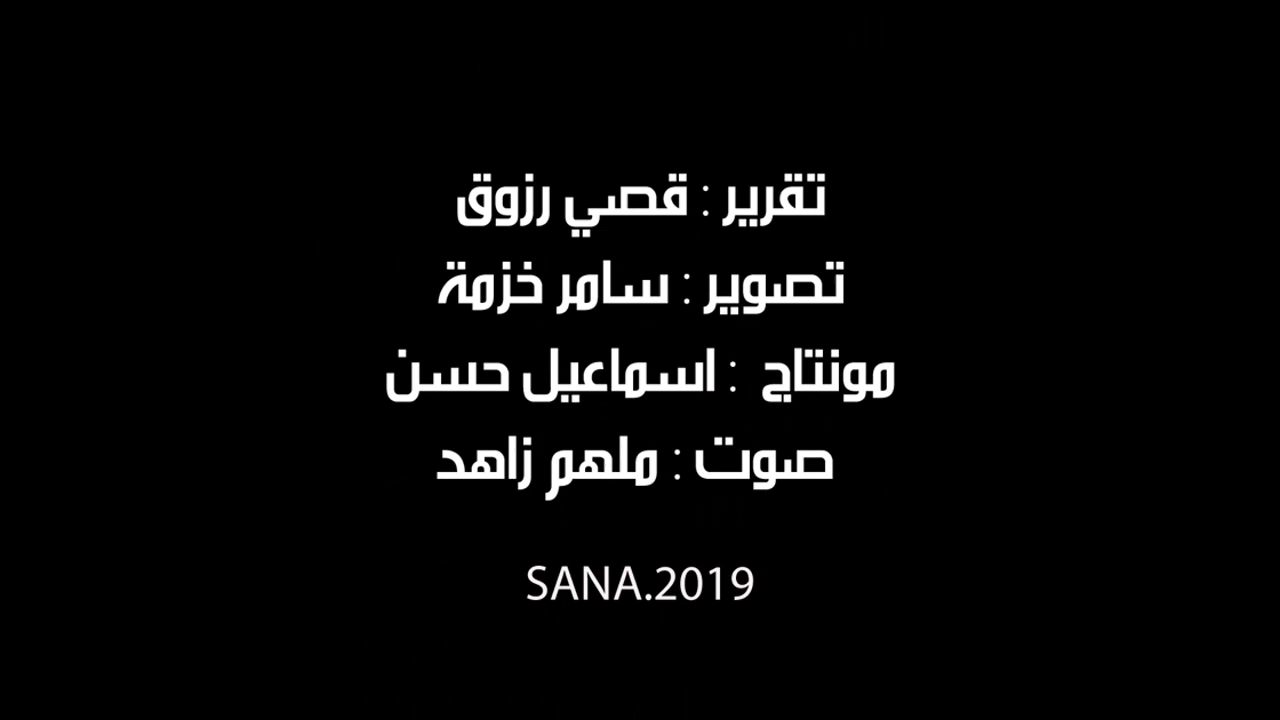 تقرير : قصي رزوق
تصوير : سامر خزمة
مونتاج : اسماعيل حسن
صوت : ملهم زاهد
SANA.2019